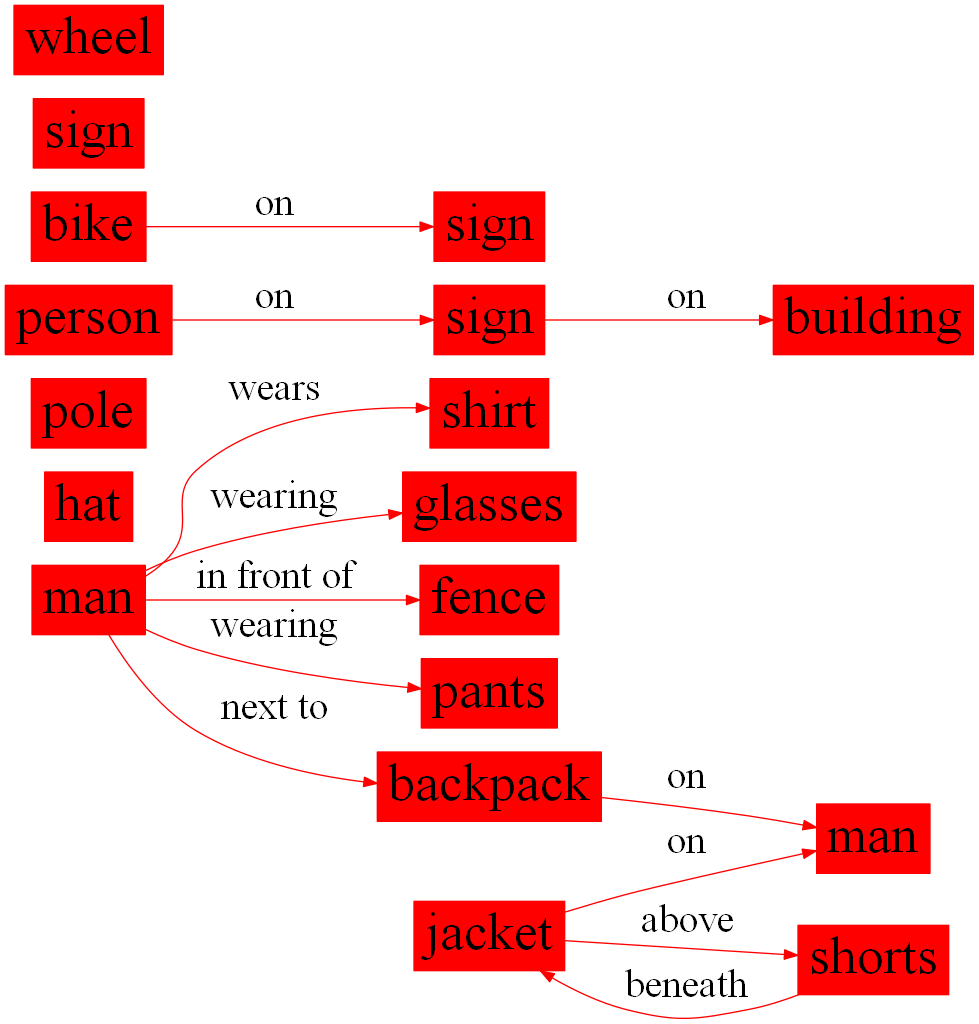 wheel
sign
bike on sign
person on sign on building
pole wears shirt
hat wearing glasses
man in front of fence
wearing pants
next to backpack on man
on
jacket above shorts
beneath